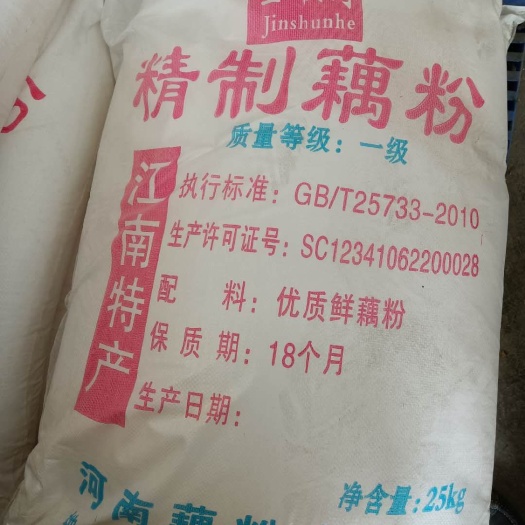 Jinshunhe
精制藕粉
质量等级：一级
江南特产
执行标准：GB/T25733-2010
生产许可证号：SC12341062200028
配 料：优质鲜藕粉
保质期：18个月
生产日期：
净含量：25kg
河南藕粉